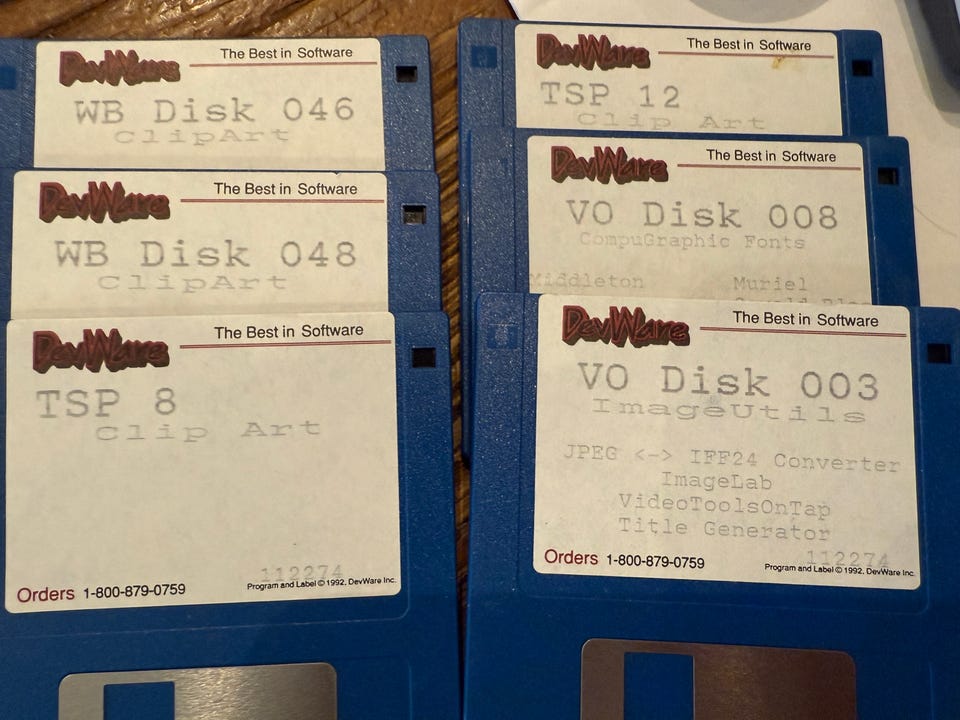 DevWare The Best in Software
WB Disk 046
ClipArt
DevWare The Best in Software
WB Disk 048
ClipArt
DevWare The Best in Software
TSP 8
Clip Art
112274
Orders 1-800-879-0759 Program and Label © 1992, DevWare Inc.
DevWare The Best in Software
TSP 12
Clip Art
DevWare The Best in Software
VO Disk 008
CompuGraphic Fonts
Middleton Muriel
DevWare The Best in Software
VO Disk 003
ImageUtils
JPEG <-> IFF24 Converter
ImageLab
VideoToolsOnTap
Title Generator
112274
Orders 1-800-879-0759 Program and Label © 1992, DevWare Inc.